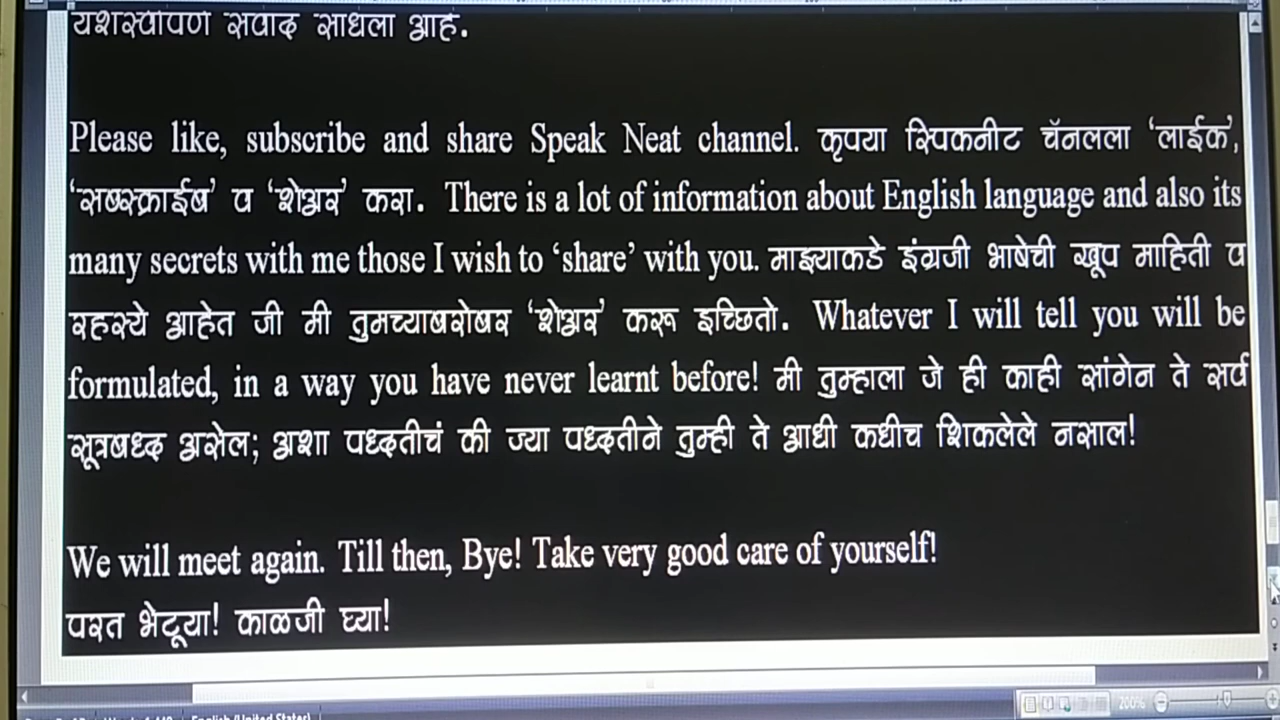 यशस्वीपणे संवाद साधला आहे.
Please like, subscribe and share Speak Neat channel. कृपया स्पिकनीट चॅनलला ‘लाईक’,
‘सब्स्क्राईब’ व ‘शेअर’ करा. There is a lot of information about English language and also its
many secrets with me those I wish to ‘share’ with you. माझ्याकडे इंग्रजी भाषेची खूप माहिती व
रहस्ये आहेत जी मी तुमच्याबरोबर ‘शेअर’ करू इच्छितो. Whatever I will tell you will be
formulated, in a way you have never learnt before! मी तुम्हाला जे ही काही सांगेन ते सर्व
सूत्रबध्द असेल; अशा पध्दतीचं की ज्या पध्दतीने तुम्ही ते आधी कधीच शिकलेले नसाल!
We will meet again. Till then, Bye! Take very good care of yourself!
परत भेटूया! काळजी घ्या!
200%
English (United States)